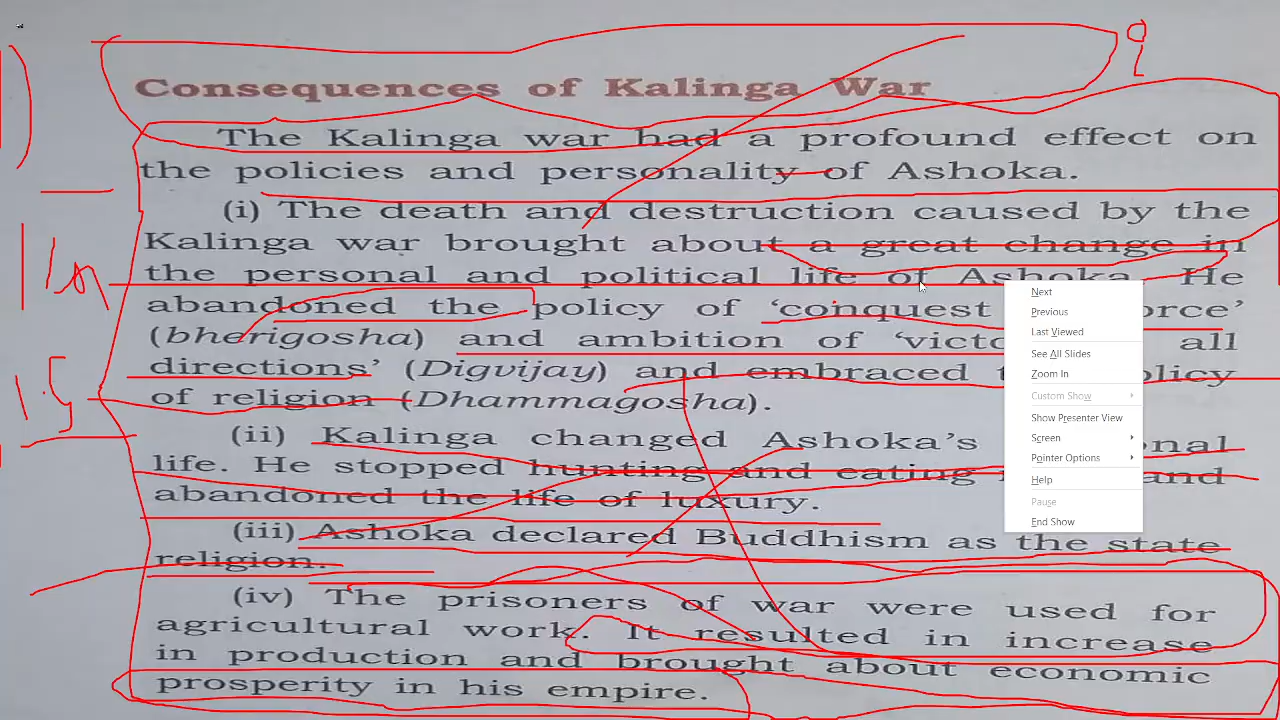 Consequences of Kalinga War
The Kalinga war had a profound effect on
the policies and personality of Ashoka.
(i) The death and destruction caused by the
Kalinga war brought about a great change in
the personal and political life of Ashoka. He
abandoned the policy of ‘conquest orce’
(bherigosha) and ambition of ‘victo all
directions’ (Digvijay) and embraced t olicy
of religion (Dhammagosha).
(ii) Kalinga changed Ashoka’s onal
life. He stopped hunting and eating and
abandoned the life of luxury.
(iii) Ashoka declared Buddhism as the state
religion.
(iv) The prisoners of war were used for
agricultural work. It resulted in increase
in production and brought about economic
prosperity in his empire.
Next
Previous
Last Viewed
See All Slides
Zoom In
Custom Show
Show Presenter View
Screen
Pointer Options
Help
Pause
End Show